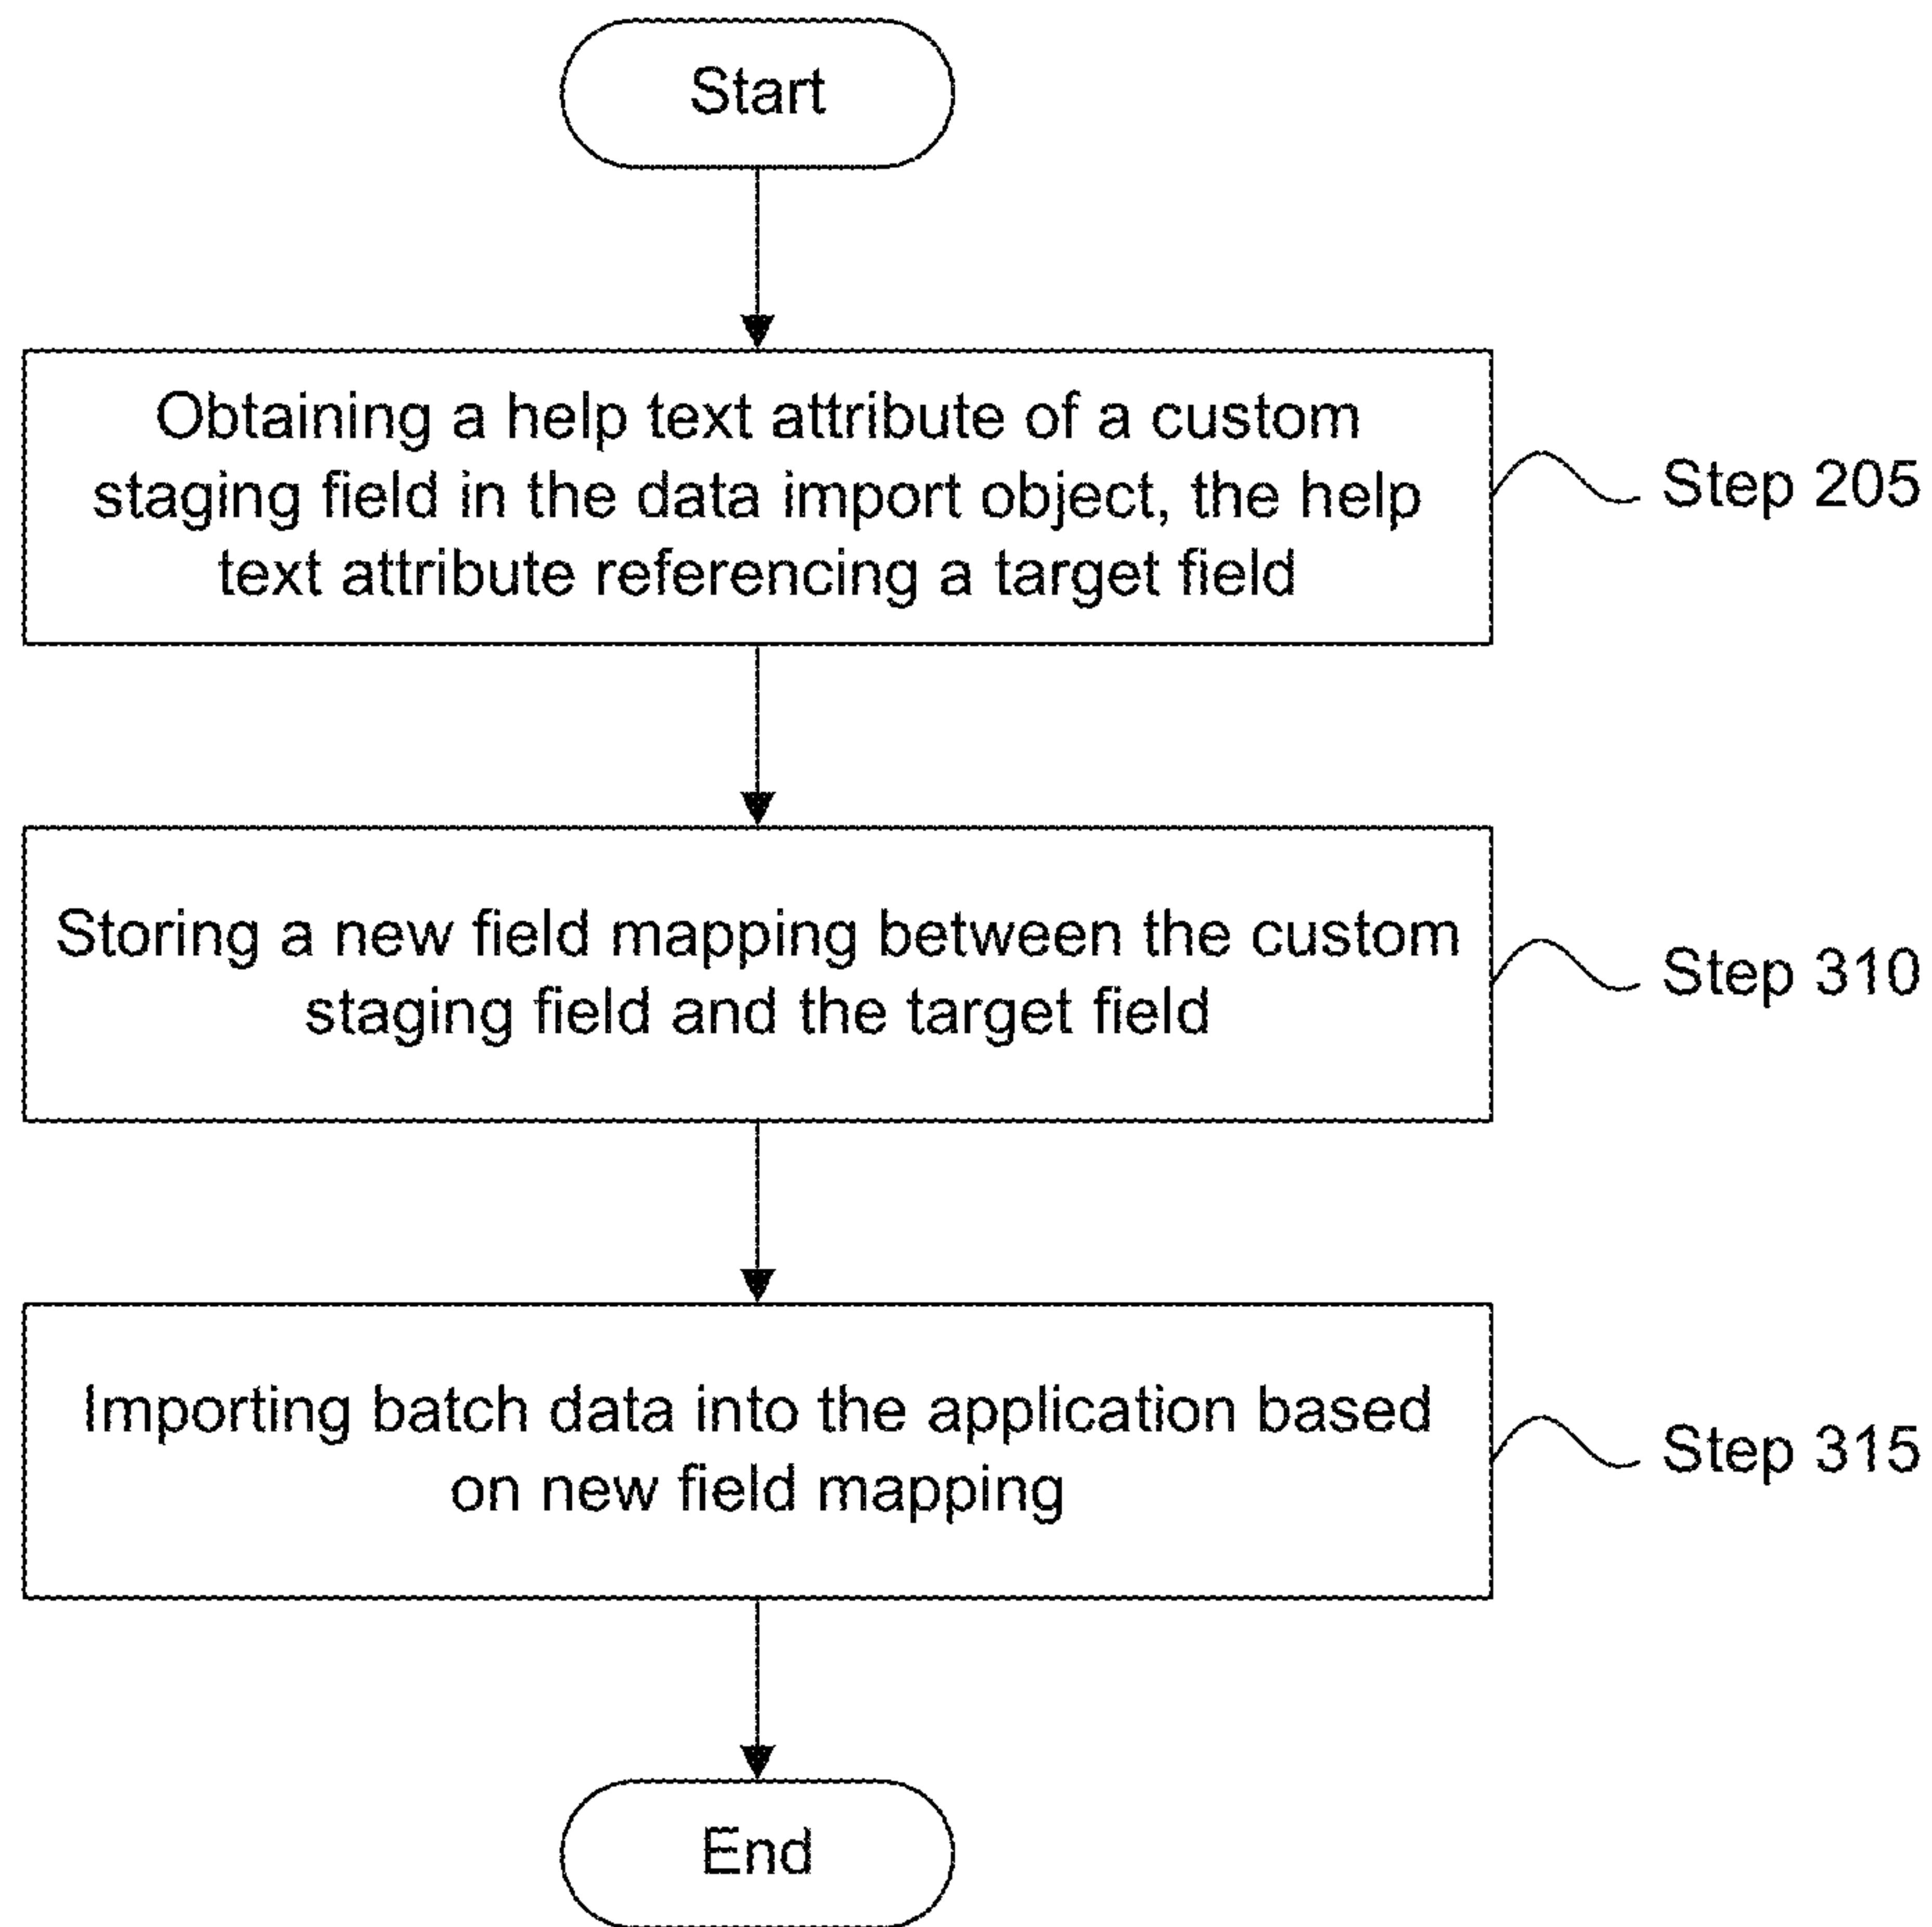 Start
Obtaining a help text attribute of a custom
staging field in the data import object, the help
text attribute referencing a target field
Step 205
Storing a new field mapping between the custom
staging field and the target field
Step 310
Importing batch data into the application based
on new field mapping
Step 315
End